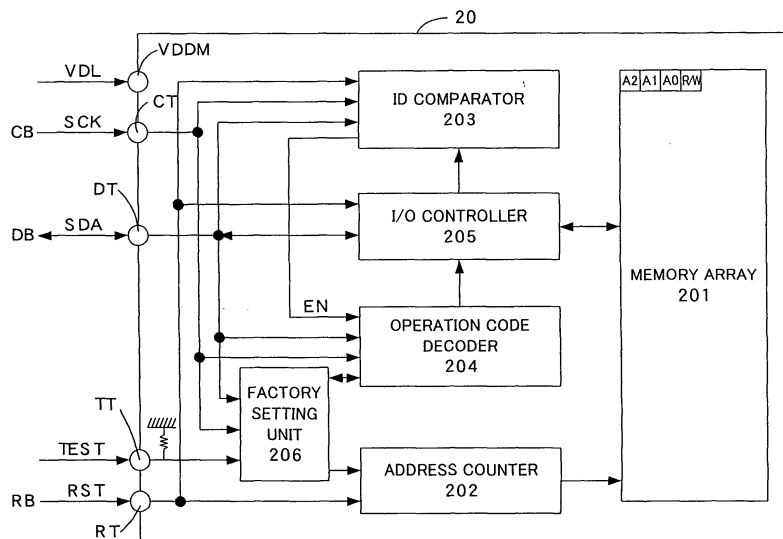 20
VDDM
VDL
A2 A1 A0 R/W
CT
ID COMPARATOR
203
CB
SCK
DT
I/O CONTROLLER
205
DB
SDA
MEMORY ARRAY
201
EN
OPERATION CODE
DECODER
204
FACTORY
SETTING
UNIT
206
TT
TEST
ADDRESS COUNTER
202
RB
RST
RT